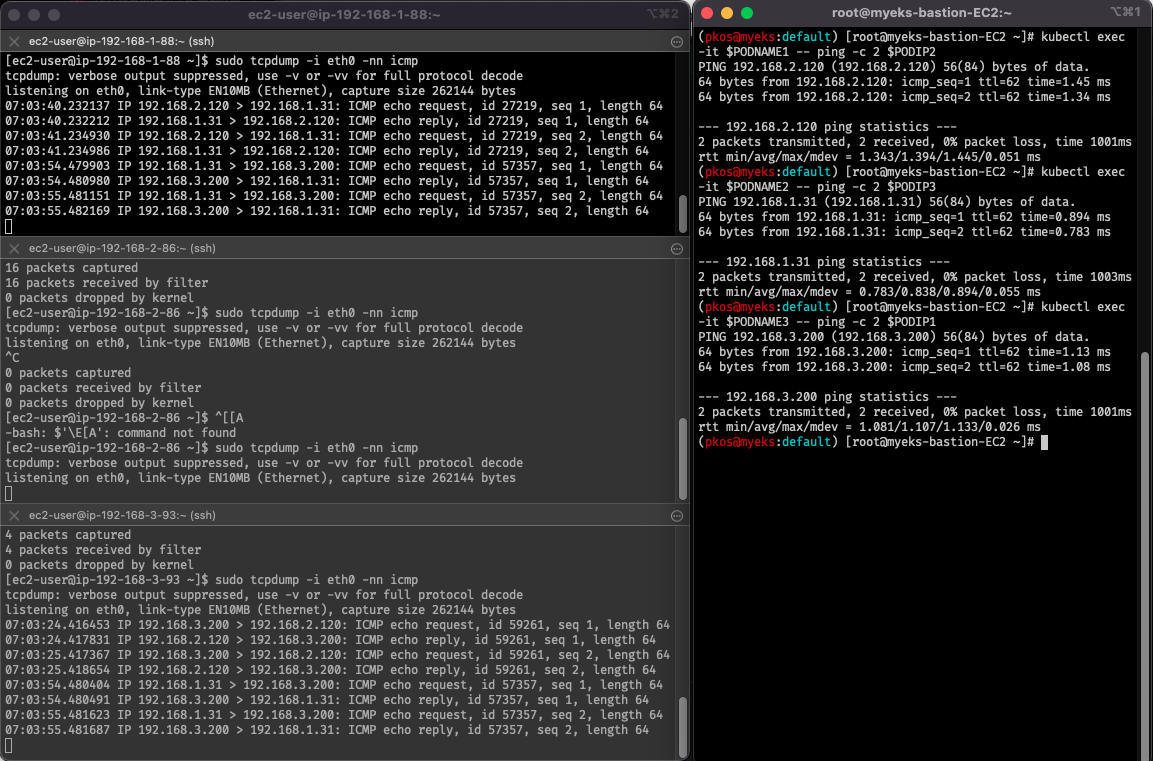 ec2-user@ip-192-168-1-88:~
⌥⌘2
ec2-user@ip-192-168-1-88:~ (ssh)
[ec2-user@ip-192-168-1-88 ~]$ sudo tcpdump -i eth0 -nn icmp
tcpdump: verbose output suppressed, use -v or -vv for full protocol decode
listening on eth0, link-type EN10MB (Ethernet), capture size 262144 bytes
07:03:40.232137 IP 192.168.2.120 > 192.168.1.31: ICMP echo request, id 27219, seq 1, length 64
07:03:40.232212 IP 192.168.1.31 > 192.168.2.120: ICMP echo reply, id 27219, seq 1, length 64
07:03:41.234930 IP 192.168.2.120 > 192.168.1.31: ICMP echo request, id 27219, seq 2, length 64
07:03:41.234986 IP 192.168.1.31 > 192.168.2.120: ICMP echo reply, id 27219, seq 2, length 64
07:03:54.479903 IP 192.168.1.31 > 192.168.3.200: ICMP echo request, id 57357, seq 1, length 64
07:03:54.480980 IP 192.168.3.200 > 192.168.1.31: ICMP echo reply, id 57357, seq 1, length 64
07:03:55.481151 IP 192.168.1.31 > 192.168.3.200: ICMP echo request, id 57357, seq 2, length 64
07:03:55.482169 IP 192.168.3.200 > 192.168.1.31: ICMP echo reply, id 57357, seq 2, length 64
ec2-user@ip-192-168-2-86:~ (ssh)
16 packets captured
16 packets received by filter
0 packets dropped by kernel
[ec2-user@ip-192-168-2-86 ~]$ sudo tcpdump -i eth0 -nn icmp
tcpdump: verbose output suppressed, use -v or -vv for full protocol decode
listening on eth0, link-type EN10MB (Ethernet), capture size 262144 bytes
^C
0 packets captured
0 packets received by filter
0 packets dropped by kernel
[ec2-user@ip-192-168-2-86 ~]$ ^[[A
-bash: $'\E[A': command not found
[ec2-user@ip-192-168-2-86 ~]$ sudo tcpdump -i eth0 -nn icmp
tcpdump: verbose output suppressed, use -v or -vv for full protocol decode
listening on eth0, link-type EN10MB (Ethernet), capture size 262144 bytes
ec2-user@ip-192-168-3-93:~ (ssh)
4 packets captured
4 packets received by filter
0 packets dropped by kernel
[ec2-user@ip-192-168-3-93 ~]$ sudo tcpdump -i eth0 -nn icmp
tcpdump: verbose output suppressed, use -v or -vv for full protocol decode
listening on eth0, link-type EN10MB (Ethernet), capture size 262144 bytes
07:03:24.416453 IP 192.168.3.200 > 192.168.2.120: ICMP echo request, id 59261, seq 1, length 64
07:03:24.417831 IP 192.168.2.120 > 192.168.3.200: ICMP echo reply, id 59261, seq 1, length 64
07:03:25.417367 IP 192.168.3.200 > 192.168.2.120: ICMP echo request, id 59261, seq 2, length 64
07:03:25.418654 IP 192.168.2.120 > 192.168.3.200: ICMP echo reply, id 59261, seq 2, length 64
07:03:54.480404 IP 192.168.1.31 > 192.168.3.200: ICMP echo request, id 57357, seq 1, length 64
07:03:54.480491 IP 192.168.3.200 > 192.168.1.31: ICMP echo reply, id 57357, seq 1, length 64
07:03:55.481623 IP 192.168.1.31 > 192.168.3.200: ICMP echo request, id 57357, seq 2, length 64
07:03:55.481687 IP 192.168.3.200 > 192.168.1.31: ICMP echo reply, id 57357, seq 2, length 64
root@myeks-bastion-EC2:~
⌥⌘1
(pkos@myeks:default) [root@myeks-bastion-EC2 ~]# kubectl exec
-it $PODNAME1 -- ping -c 2 $PODIP2
PING 192.168.2.120 (192.168.2.120) 56(84) bytes of data.
64 bytes from 192.168.2.120: icmp_seq=1 ttl=62 time=1.45 ms
64 bytes from 192.168.2.120: icmp_seq=2 ttl=62 time=1.34 ms
--- 192.168.2.120 ping statistics ---
2 packets transmitted, 2 received, 0% packet loss, time 1001ms
rtt min/avg/max/mdev = 1.343/1.394/1.445/0.051 ms
(pkos@myeks:default) [root@myeks-bastion-EC2 ~]# kubectl exec
-it $PODNAME2 -- ping -c 2 $PODIP3
PING 192.168.1.31 (192.168.1.31) 56(84) bytes of data.
64 bytes from 192.168.1.31: icmp_seq=1 ttl=62 time=0.894 ms
64 bytes from 192.168.1.31: icmp_seq=2 ttl=62 time=0.783 ms
--- 192.168.1.31 ping statistics ---
2 packets transmitted, 2 received, 0% packet loss, time 1003ms
rtt min/avg/max/mdev = 0.783/0.838/0.894/0.055 ms
(pkos@myeks:default) [root@myeks-bastion-EC2 ~]# kubectl exec
-it $PODNAME3 -- ping -c 2 $PODIP1
PING 192.168.3.200 (192.168.3.200) 56(84) bytes of data.
64 bytes from 192.168.3.200: icmp_seq=1 ttl=62 time=1.13 ms
64 bytes from 192.168.3.200: icmp_seq=2 ttl=62 time=1.08 ms
--- 192.168.3.200 ping statistics ---
2 packets transmitted, 2 received, 0% packet loss, time 1001ms
rtt min/avg/max/mdev = 1.081/1.107/1.133/0.026 ms
(pkos@myeks:default) [root@myeks-bastion-EC2 ~]#